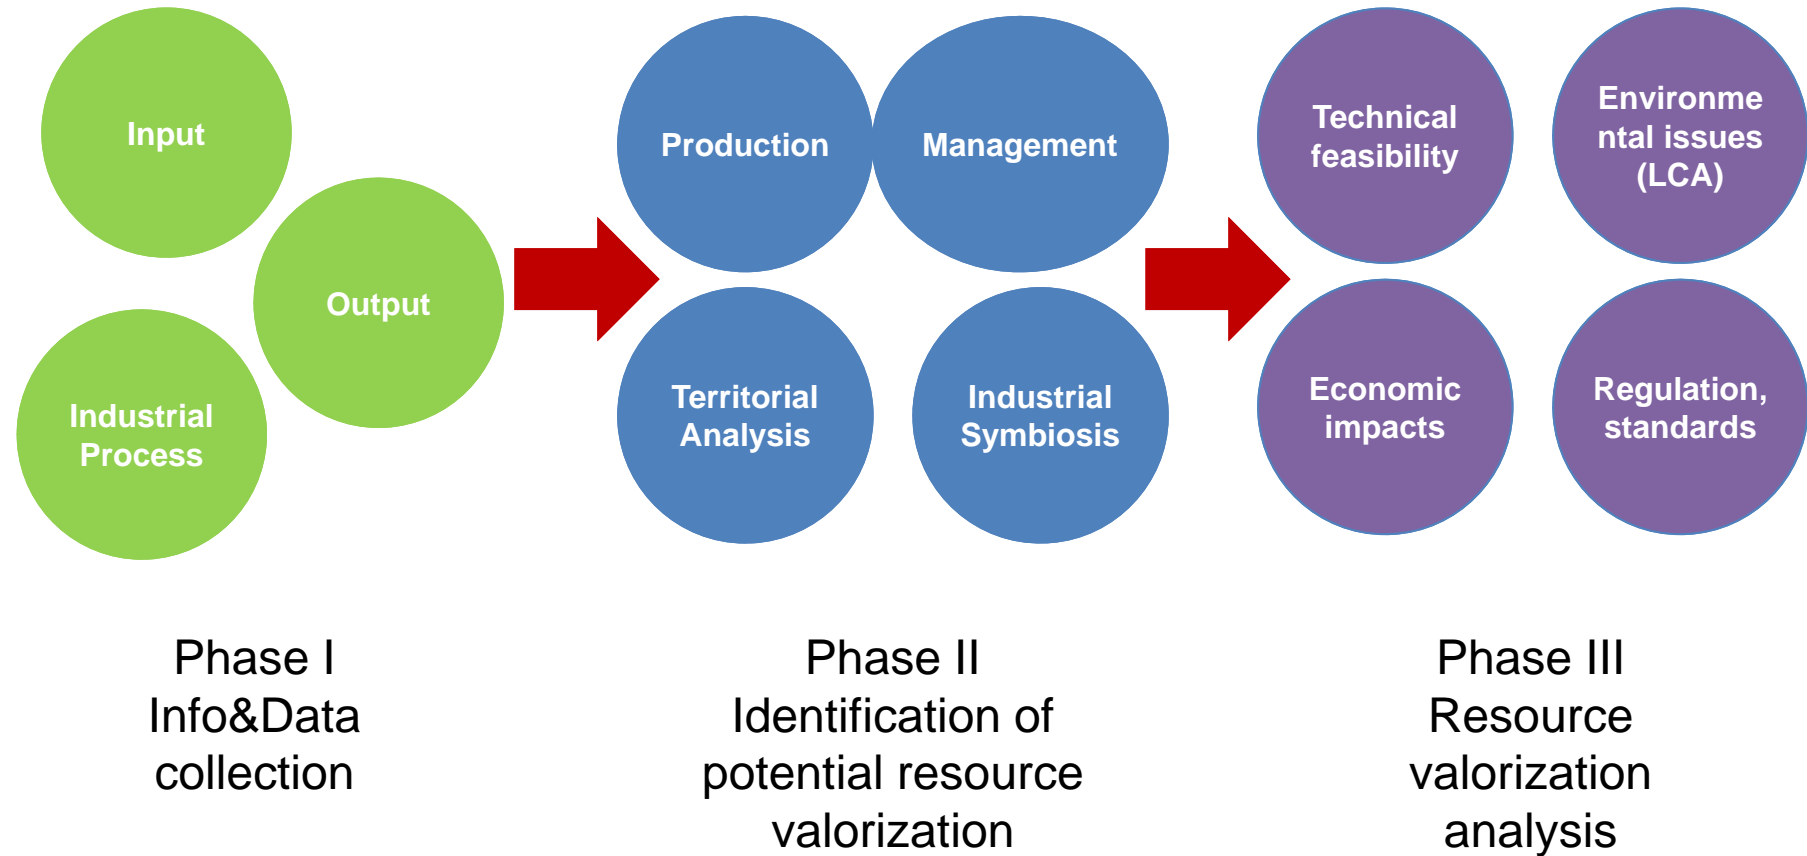 Input
Output
Industrial
Process
Production
Management
Territorial
Analysis
Industrial
Symbiosis
Technical
feasibility
Environme
ntal issues
(LCA)
Economic
impacts
Regulation,
standards
Phase I
Info&Data
collection
Phase II
Identification of
potential resource
valorization
Phase III
Resource
valorization
analysis